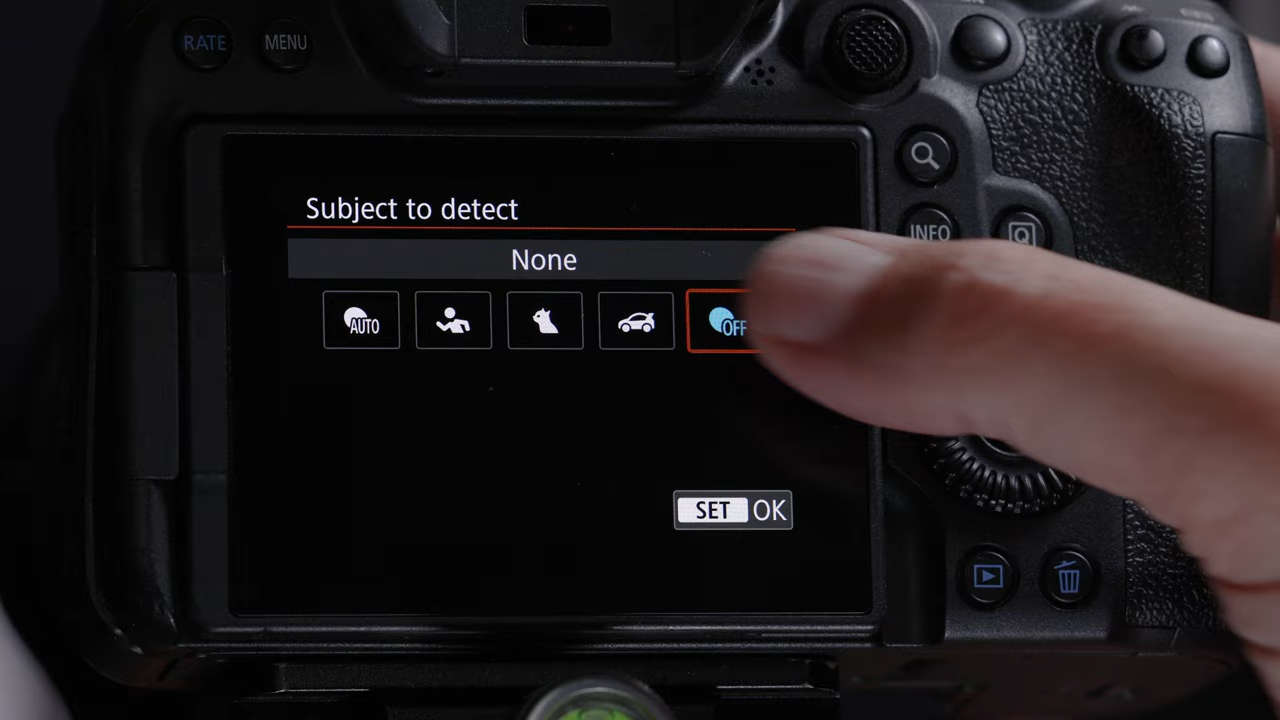 RATE MENU
Subject to detect
None
AUTO
OFF
SET OK
INFO
Q